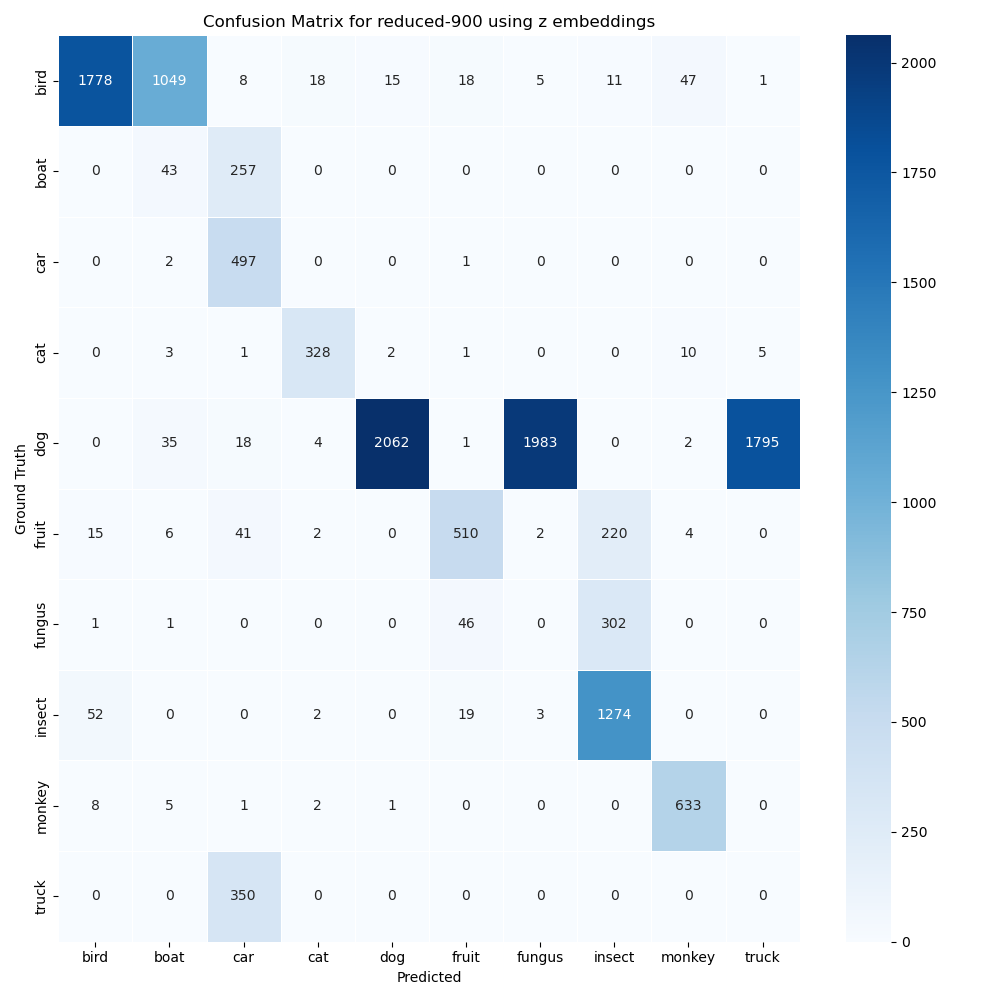 Confusion Matrix for reduced-900 using z embeddings
bird 1778 1049 8 18 15 18 5 11 47 1
boat 0 43 257 0 0 0 0 0 0 0
car 0 2 497 0 0 1 0 0 0 0
cat 0 3 1 328 2 1 0 0 10 5
dog 0 35 18 4 2062 1 1983 0 2 1795
fruit 15 6 41 2 0 510 2 220 4 0
fungus 1 1 0 0 0 46 0 302 0 0
insect 52 0 0 2 0 19 3 1274 0 0
monkey 8 5 1 2 1 0 0 0 633 0
truck 0 0 350 0 0 0 0 0 0 0
bird boat car cat dog fruit fungus insect monkey truck
Predicted
Ground Truth
2000
1750
1500
1250
1000
750
500
250
0